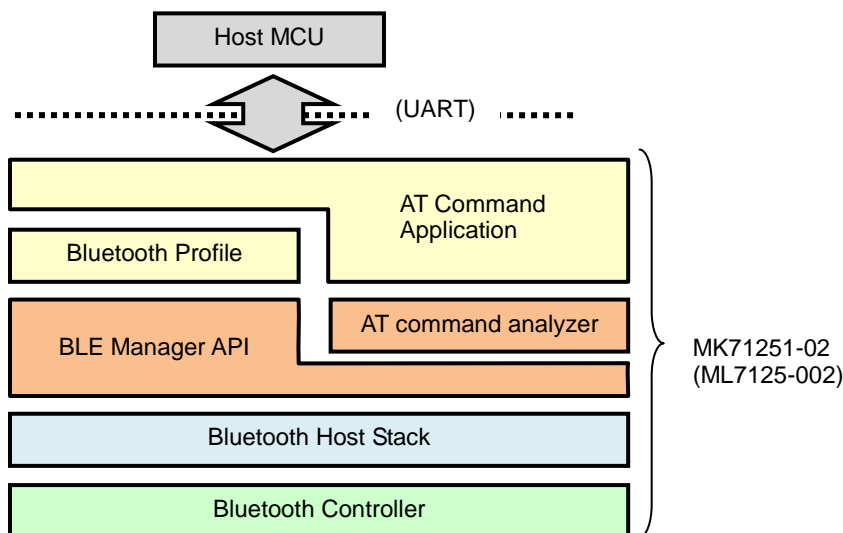 Host MCU
(UART)
AT Command
Application
Bluetooth Profile
AT command analyzer
BLE Manager API
MK71251-02
(ML7125-002)
Bluetooth Host Stack
Bluetooth Controller